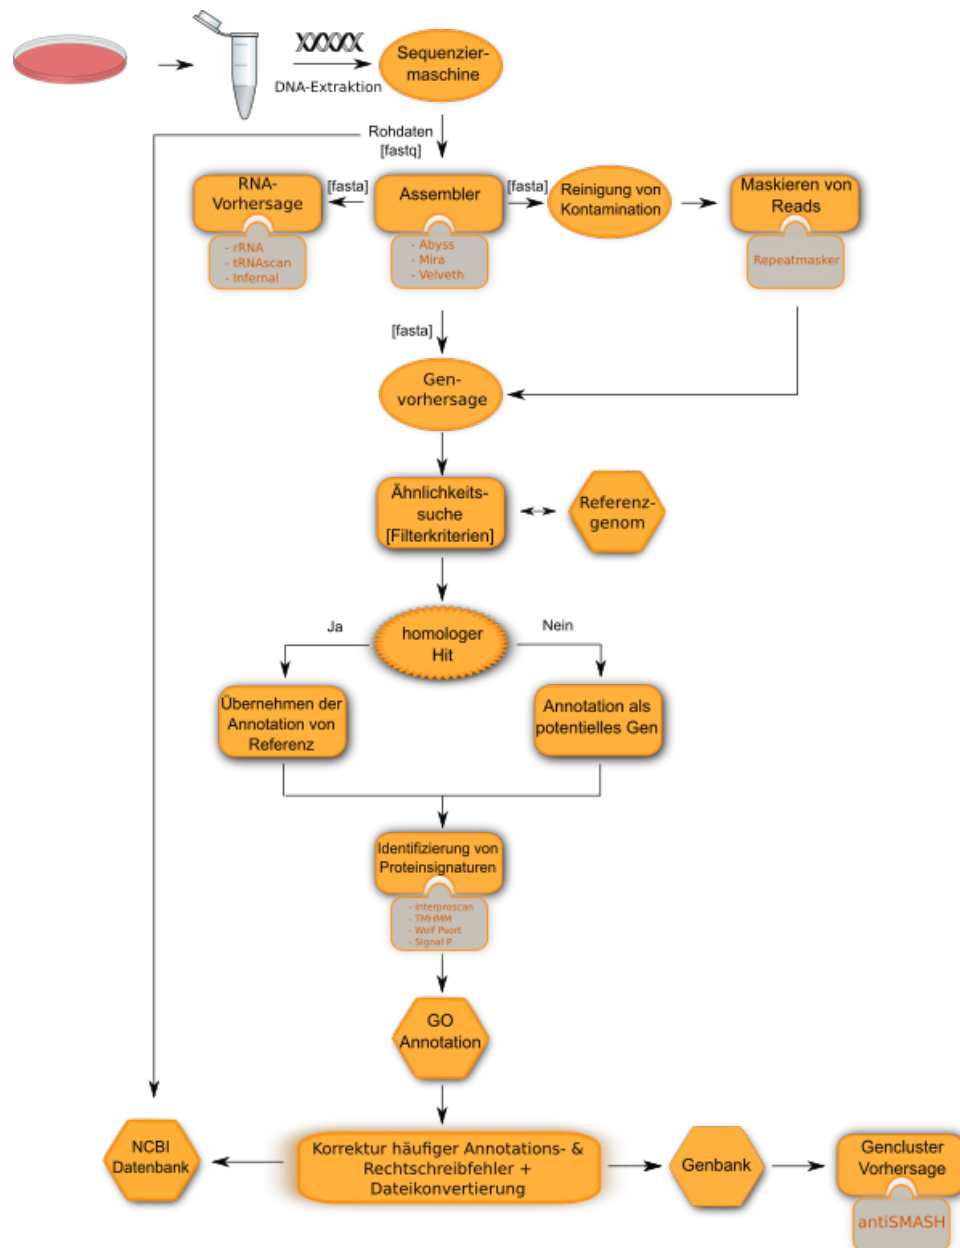 Sequenzier-
maschine
DNA-Extraktion
Rohdaten
[fastq]
RNA-
Vorhersage
[fasta]
Assembler
[fasta]
Reinigung von
Kontamination
Maskieren von
Reads
- rRNA
- tRNAscan
- Infernal
- Abyss
- Mira
- Velveth
Repeatmasker
[fasta]
Gen-
vorhersage
Ähnlichkeits-
suche
[Filterkriterien]
Referenz-
genom
Ja
homologer
Hit
Nein
Übernehmen der
Annotation von
Referenz
Annotation als
potentielles Gen
Identifizierung von
Proteinsignaturen
- Interproscan
- TMHMM
- Wolf Psort
- Signal P
GO
Annotation
NCBI
Datenbank
Korrektur häufiger Annotations- &
Rechtschreibfehler +
Dateikonvertierung
Genbank
Gencluster
Vorhersage
antiSMASH